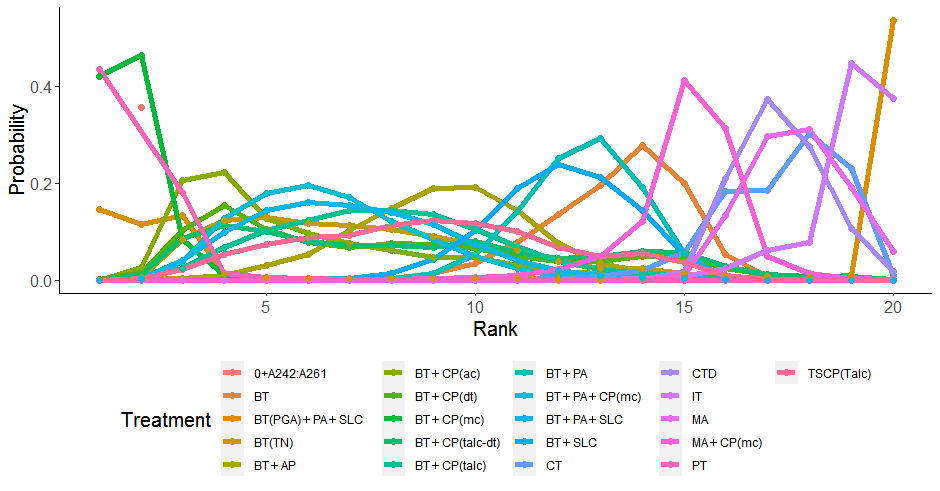 Probability
0.4
0.2
0.0
5
10
15
20
Rank
Treatment
0+A242:A261
BT
BT(PGA)+PA+SLC
BT(TN)
BT+AP
BT+CP(ac)
BT+CP(dt)
BT+CP(mc)
BT+CP(talc-dt)
BT+CP(talc)
BT+PA
BT+PA+CP(mc)
BT+PA+SLC
BT+SLC
CT
CTD
IT
MA
MA+CP(mc)
PT
TSCP(Talc)